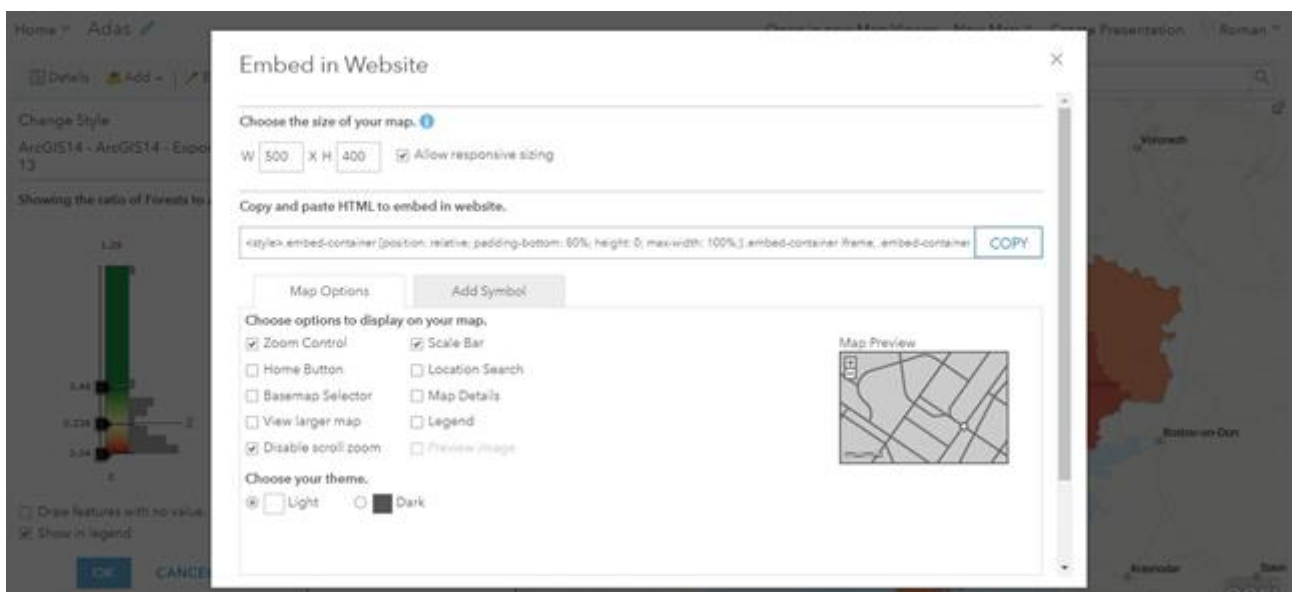 Home Adas Create Presentation Roman
Details Add
Embed in Website
Change Style
Choose the size of your map.
ArcGIS14 - ArcGIS14 -
13
W 500 X H 400 Allow responsive sizing
Voronezh
Showing the ratio of Forests to
Copy and paste HTML to embed in website.
1.29
<style>.embed-container {position: relative; padding-bottom: 80%; height: 0; max-width: 100%;} .embed-container iframe, .embed-container
COPY
Map Options Add Symbol
Choose options to display on your map.
Zoom Control Scale Bar
Map Preview
Home Button Location Search
Basemap Selector Map Details
View larger map Legend
Disable scroll zoom Preview image
Rostov-on-Don
Choose your theme.
Light Dark
Draw features with no value.
Show in legend
OK
Krasnodar